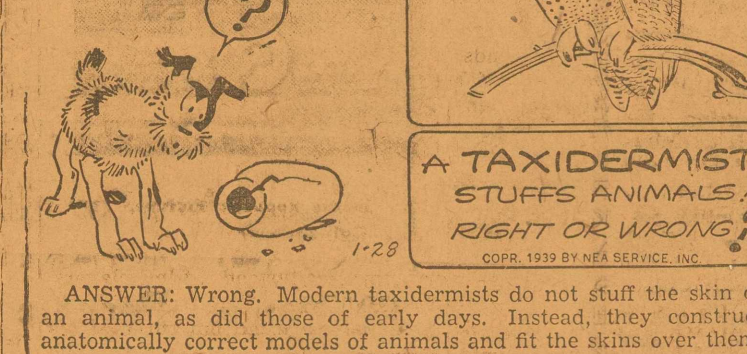 ?
1-28
A TAXIDERMIST
STUFFS ANIMALS.
RIGHT OR WRONG?
COPR. 1939 BY NEA SERVICE, INC.
ANSWER: Wrong. Modern taxidermists do not stuff the skin
an animal, as did those of early days. Instead, they constru
anatomically correct models of animals and fit the skins over the